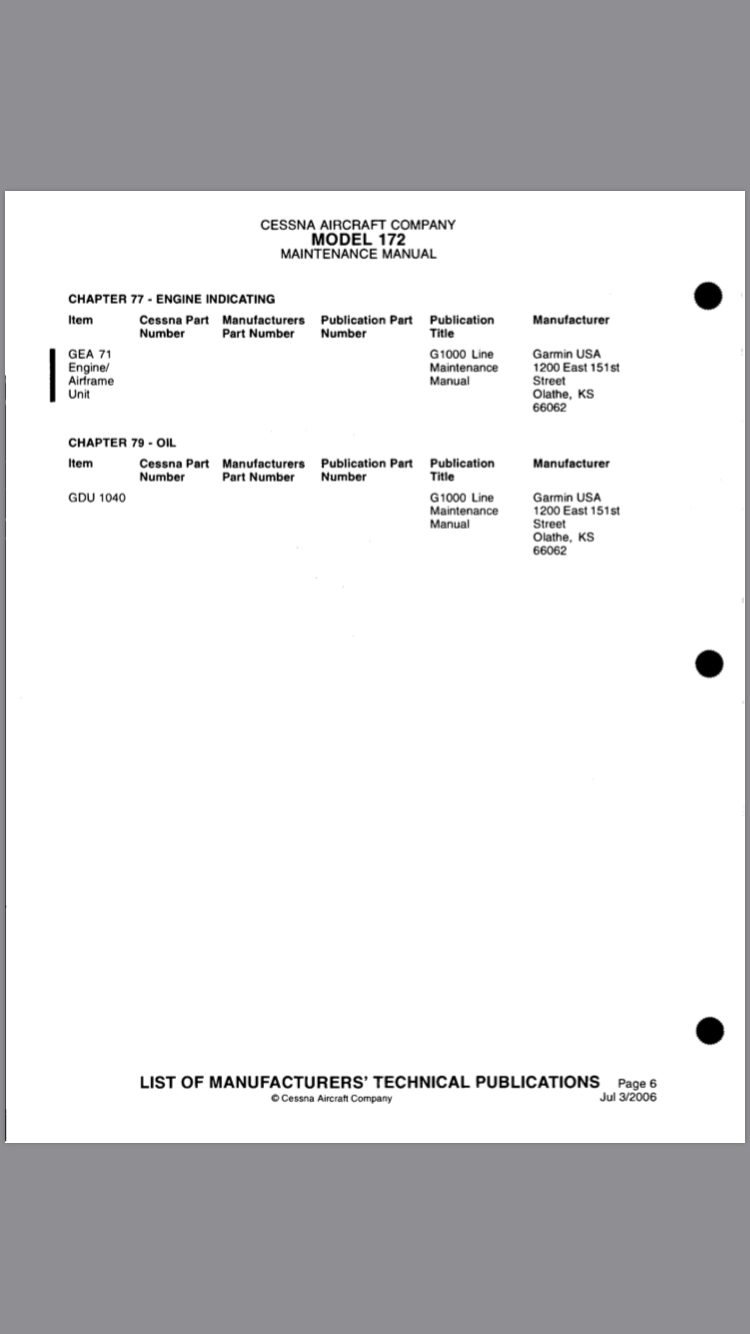 CESSNA AIRCRAFT COMPANY
MODEL 172
MAINTENANCE MANUAL
CHAPTER 77 - ENGINE INDICATING
Item Cessna Part Manufacturers Publication Part Publication Manufacturer
Number Part Number Number Title
GEA 71 G1000 Line Garmin USA
Engine/ Maintenance 1200 East 151st
Airframe Manual Street
Unit Olathe, KS
66062
CHAPTER 79 - OIL
Item Cessna Part Manufacturers Publication Part Publication Manufacturer
Number Part Number Number Title
GDU 1040 G1000 Line Garmin USA
Maintenance 1200 East 151st
Manual Street
Olathe, KS
66062
LIST OF MANUFACTURERS' TECHNICAL PUBLICATIONS Page 6
© Cessna Aircraft Company Jul 3/2006